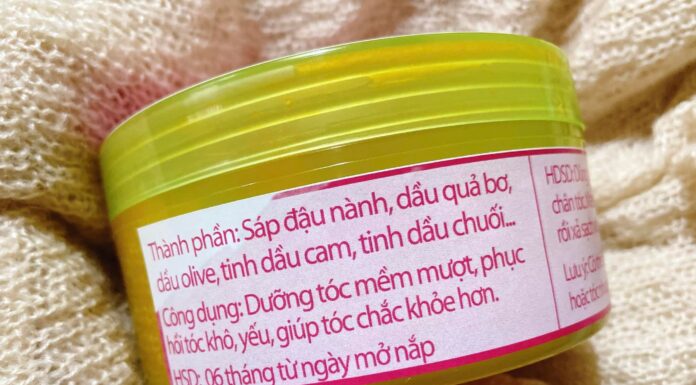 Thành phần: Sáp đậu nành, dầu quả bơ,
dầu olive, tinh dầu cam, tinh dầu chuối...
Công dụng: Dưỡng tóc mềm mượt, phục
hồi tóc khô, yếu, giúp tóc chắc khỏe hơn.
HSD: 06 tháng từ ngày mở nắp
HDSD:
chân tóc,
rồi xả sạch
Lưu ý:
hoặc tóc